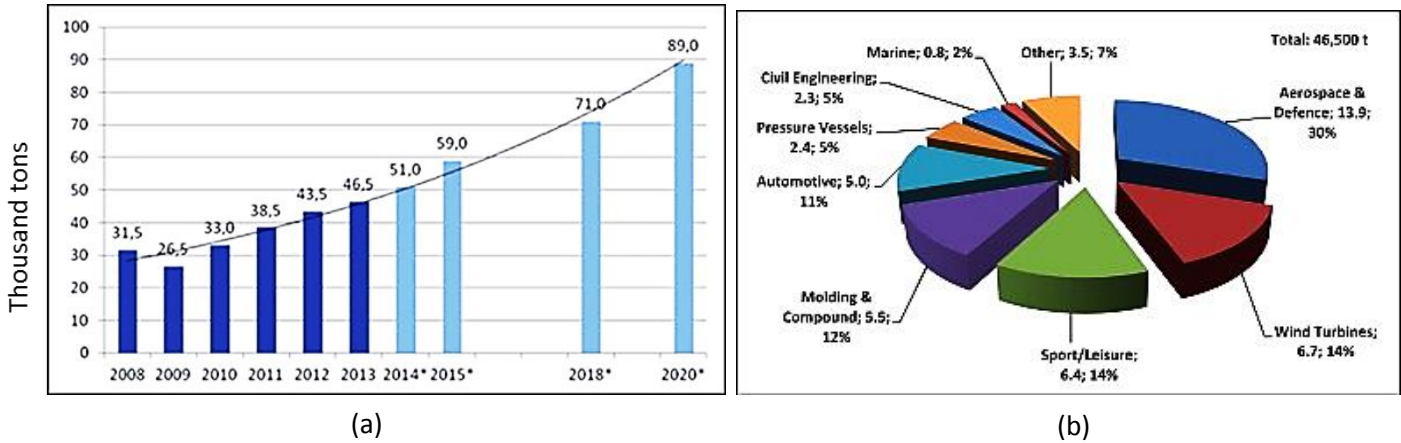 Thousand tons
100
90
80
70
60
50
40
30
20
10
0
31,5
26,5
33,0
38,5
43,5
46,5
51,0
59,0
71,0
89,0
2008
2009
2010
2011
2012
2013
2014*
2015*
2018*
2020*
(a)
Total: 46,500 t
Marine; 0.8; 2%
Other; 3.5; 7%
Civil Engineering;
2.3; 5%
Pressure Vessels;
2.4; 5%
Automotive; 5.0;
11%
Molding &
Compound; 5.5;
12%
Sport/Leisure;
6.4; 14%
Wind Turbines;
6.7; 14%
Aerospace &
Defence; 13.9;
30%
(b)